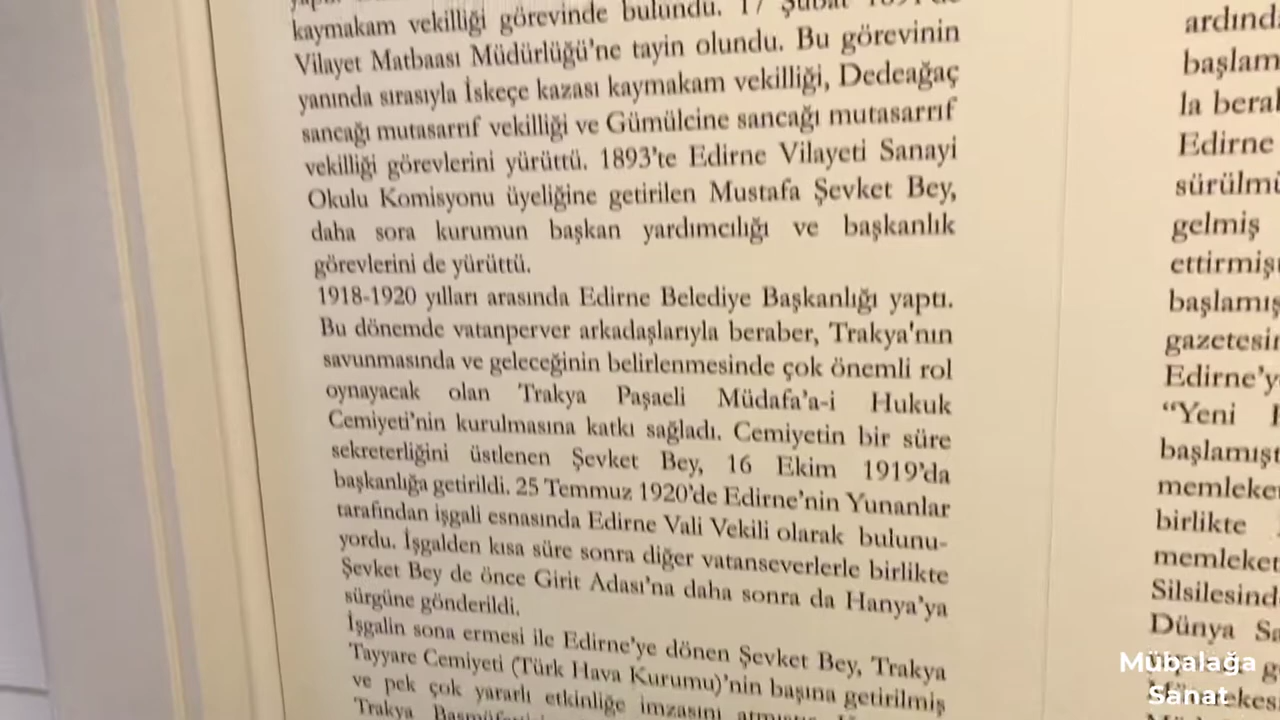 kaymakam vekilliği görevinde bulundu. 17 Şubat
Vilayet Matbaası Müdürlüğü’ne tayin olundu. Bu görevinin
yanında sırasıyla İskeçe kazası kaymakam vekilliği, Dedeağaç
sancağı mutasarrıf vekilliği ve Gümülcine sancağı mutasarrıf
vekilliği görevlerini yürüttü. 1893’te Edirne Vilayeti Sanayi
Okulu Komisyonu üyeliğine getirilen Mustafa Şevket Bey,
daha sora kurumun başkan yardımcılığı ve başkanlık
görevlerini de yürüttü.
1918-1920 yılları arasında Edirne Belediye Başkanlığı yaptı.
Bu dönemde vatanperver arkadaşlarıyla beraber, Trakya'nın
savunmasında ve geleceğinin belirlenmesinde çok önemli rol
oynayacak olan Trakya Paşaeli Müdafa’a-i Hukuk
Cemiyeti’nin kurulmasına katkı sağladı. Cemiyetin bir süre
sekreterliğini üstlenen Şevket Bey, 16 Ekim 1919’da
başkanlığa getirildi. 25 Temmuz 1920’de Edirne’nin Yunanlar
tarafından işgali esnasında Edirne Vali Vekili olarak bulunu-
yordu. İşgalden kısa süre sonra diğer vatanseverlerle birlikte
Şevket Bey de önce Girit Adası’na daha sonra da Hanya’ya
sürgüne gönderildi.
İşgalin sona ermesi ile Edirne’ye dönen Şevket Bey, Trakya
Tayyare Cemiyeti (Türk Hava Kurumu)’nin başına getirilmiş
ve pek çok yararlı etkinliğe imzasını
Trakya
ardında
başlam
la bera
Edirne
sürülmü
gelmiş
ettirmişt
başlamış
gazetesin
Edirne’y
“Yeni
başlamışt
memleke
birlikte
memleket
Silsilesind
Dünya Sa
Mübalağa
Sanat